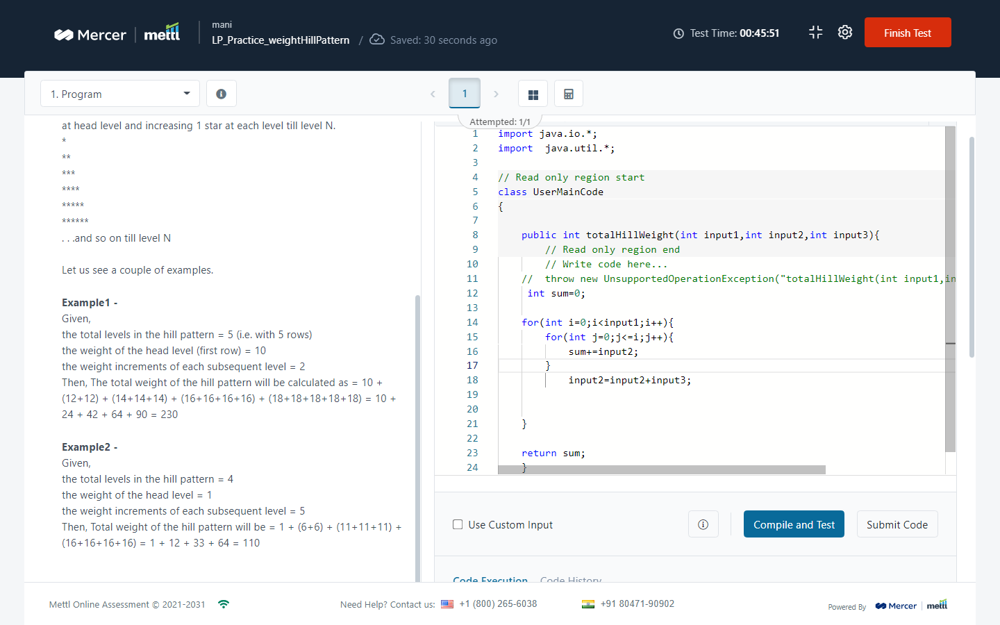 Mercer | mettl
mani
LP_Practice_weightHillPattern / Saved: 30 seconds ago
Test Time: 00:45:51
Finish Test
1. Program
1
Attempted: 1/1
at head level and increasing 1 star at each level till level N.
*
**
***
****
*****
******
. . .and so on till level N
Let us see a couple of examples.
Example1 -
Given,
the total levels in the hill pattern = 5 (i.e. with 5 rows)
the weight of the head level (first row) = 10
the weight increments of each subsequent level = 2
Then, The total weight of the hill pattern will be calculated as = 10 +
(12+12) + (14+14+14) + (16+16+16+16) + (18+18+18+18+18) = 10 +
24 + 42 + 64 + 90 = 230
Example2 -
Given,
the total levels in the hill pattern = 4
the weight of the head level = 1
the weight increments of each subsequent level = 5
Then, Total weight of the hill pattern will be = 1 + (6+6) + (11+11+11) +
(16+16+16+16) = 1 + 12 + 33 + 64 = 110
1 import java.io.*;
2 import  java.util.*;
3
4 // Read only region start
5 class UserMainCode
6 {
7
8     public int totalHillWeight(int input1,int input2,int input3){
9         // Read only region end
10         // Write code here...
11     //  throw new UnsupportedOperationException("totalHillWeight(int input1,in
12      int sum=0;
13
14     for(int i=0;i<input1;i++){
15         for(int j=0;j<=i;j++){
16             sum+=input2;
17         }
18             input2=input2+input3;
19
20
21     }
22
23     return sum;
24     }
Use Custom Input
Compile and Test
Submit Code
Code Execution Code History
Mettl Online Assessment © 2021-2031
Need Help? Contact us: +1 (800) 265-6038
+91 80471-90902
Powered By Mercer | mettl